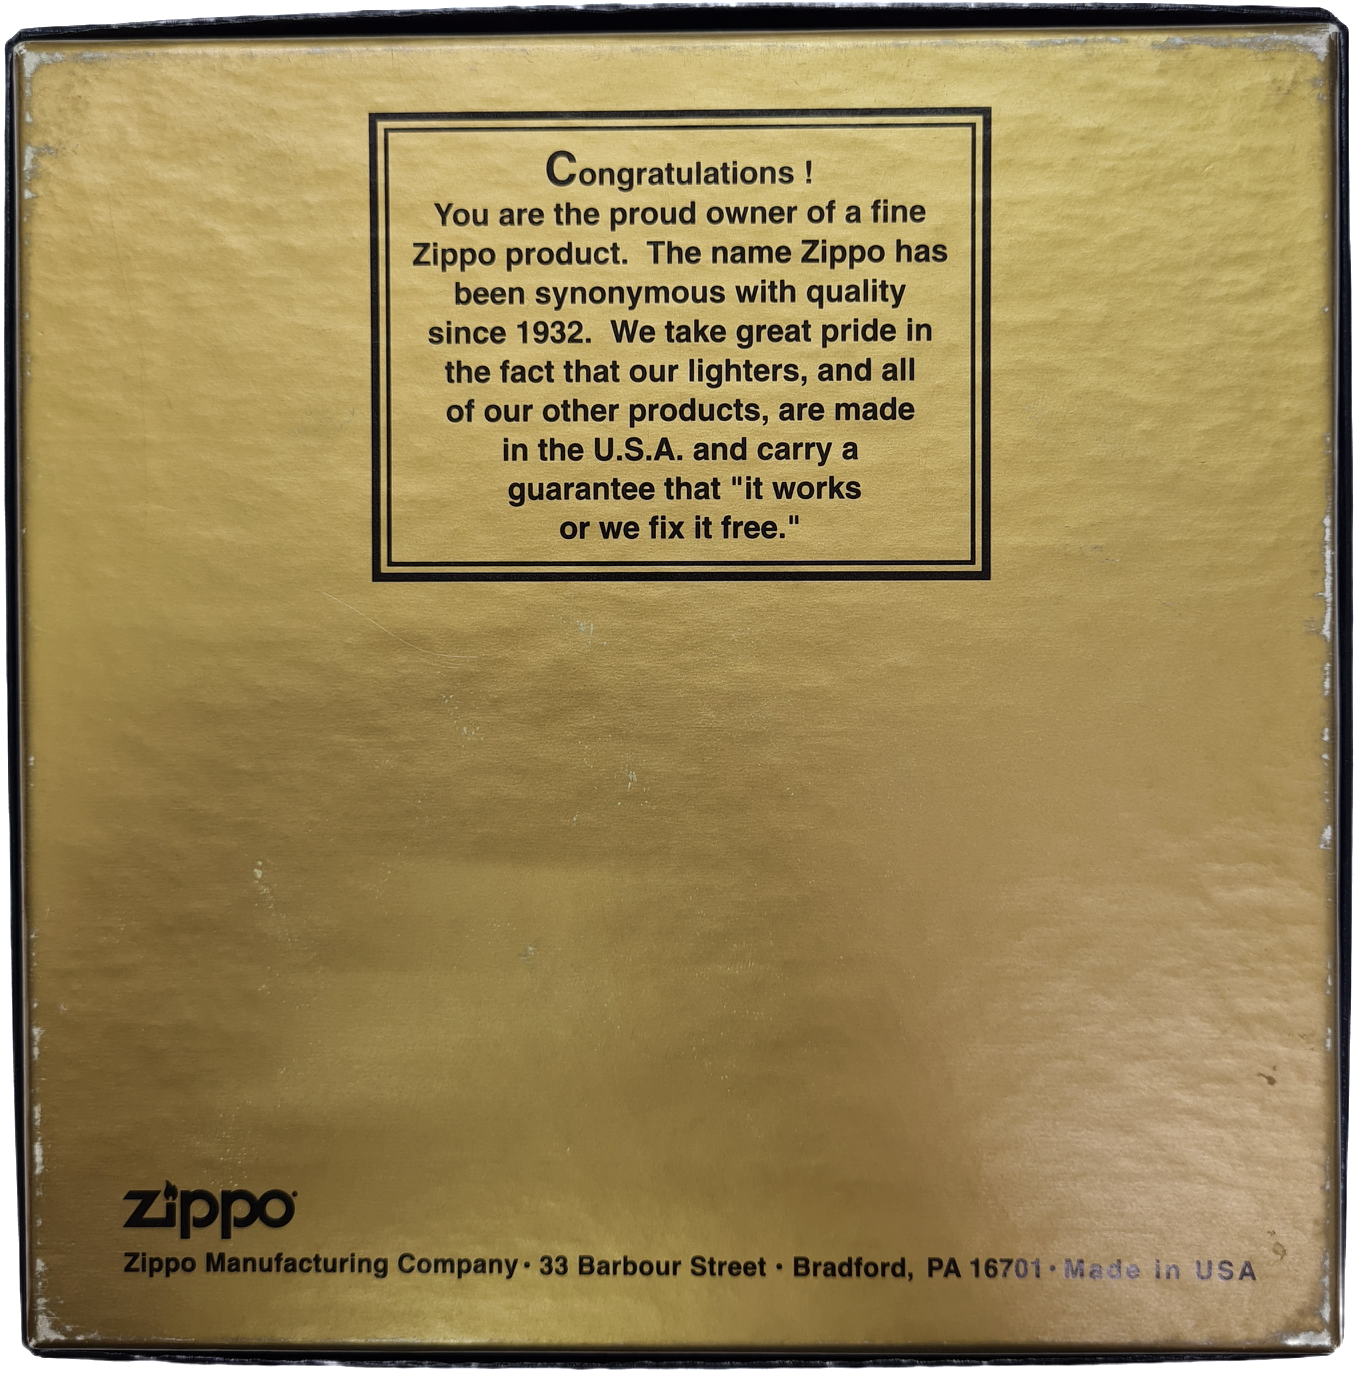 Congratulations !
You are the proud owner of a fine
Zippo product. The name Zippo has
been synonymous with quality
since 1932. We take great pride in
the fact that our lighters, and all
of our other products, are made
in the U.S.A. and carry a
guarantee that "it works
or we fix it free."
zippo
Zippo Manufacturing Company · 33 Barbour Street · Bradford, PA 16701 · Made in USA